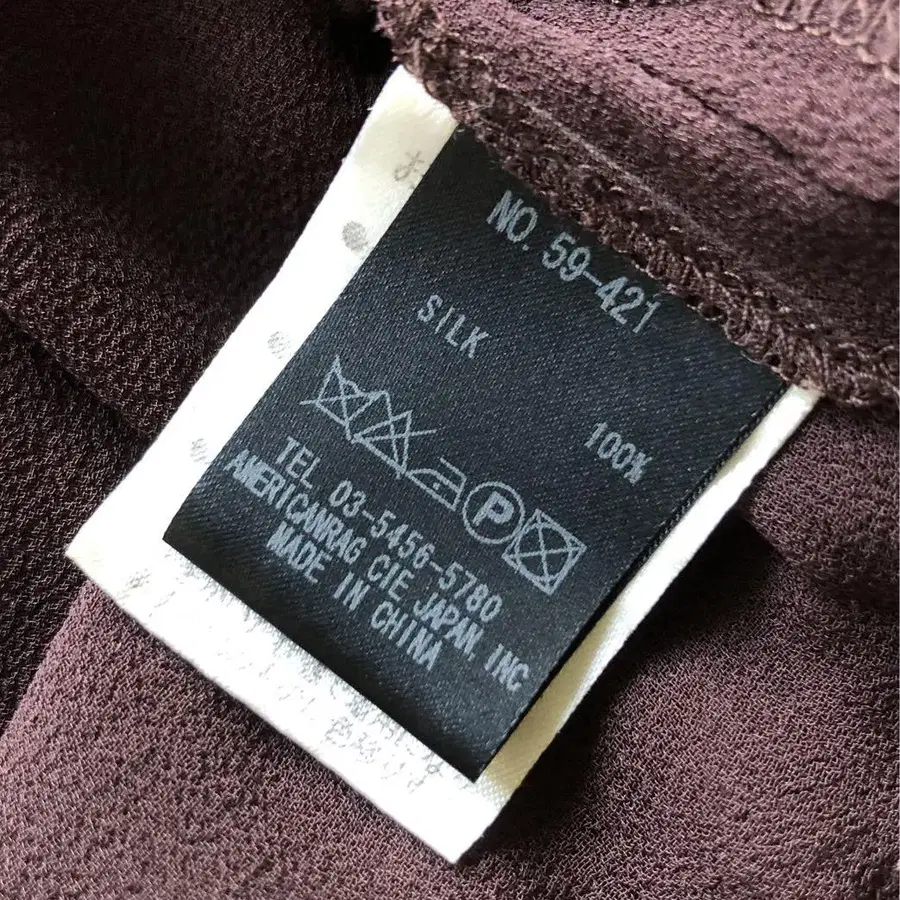 NO. 59-421
SILK 100%
P
TEL 03-5456-5780
AMERICANRAG CIE JAPAN. INC
MADE IN CHINA